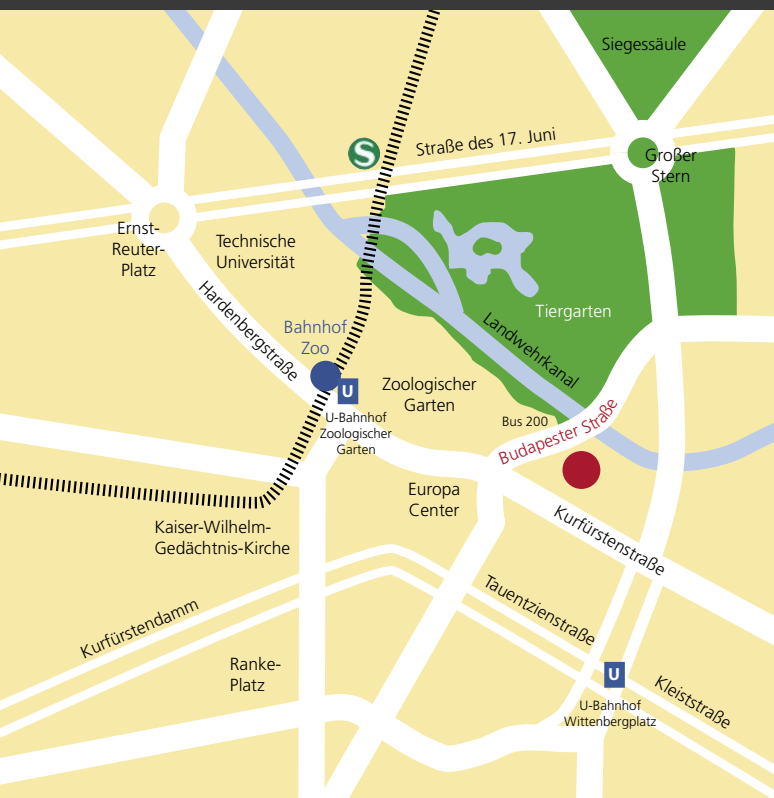 Siegessäule
S
Straße des 17. Juni
Großer
Stern
Ernst-
Reuter-
Platz
Technische
Universität
Hardenbergstraße
Bahnhof
Zoo
Tiergarten
Landwehrkanal
U
Zoologischer
Garten
U-Bahnhof
Zoologischer
Garten
Bus 200
Budapester Straße
Europa
Center
Kaiser-Wilhelm-
Gedächtnis-Kirche
Kurfürstenstraße
Kurfürstendamm
Tauentzienstraße
Ranke-
Platz
U
U-Bahnhof
Wittenbergplatz
Kleiststraße